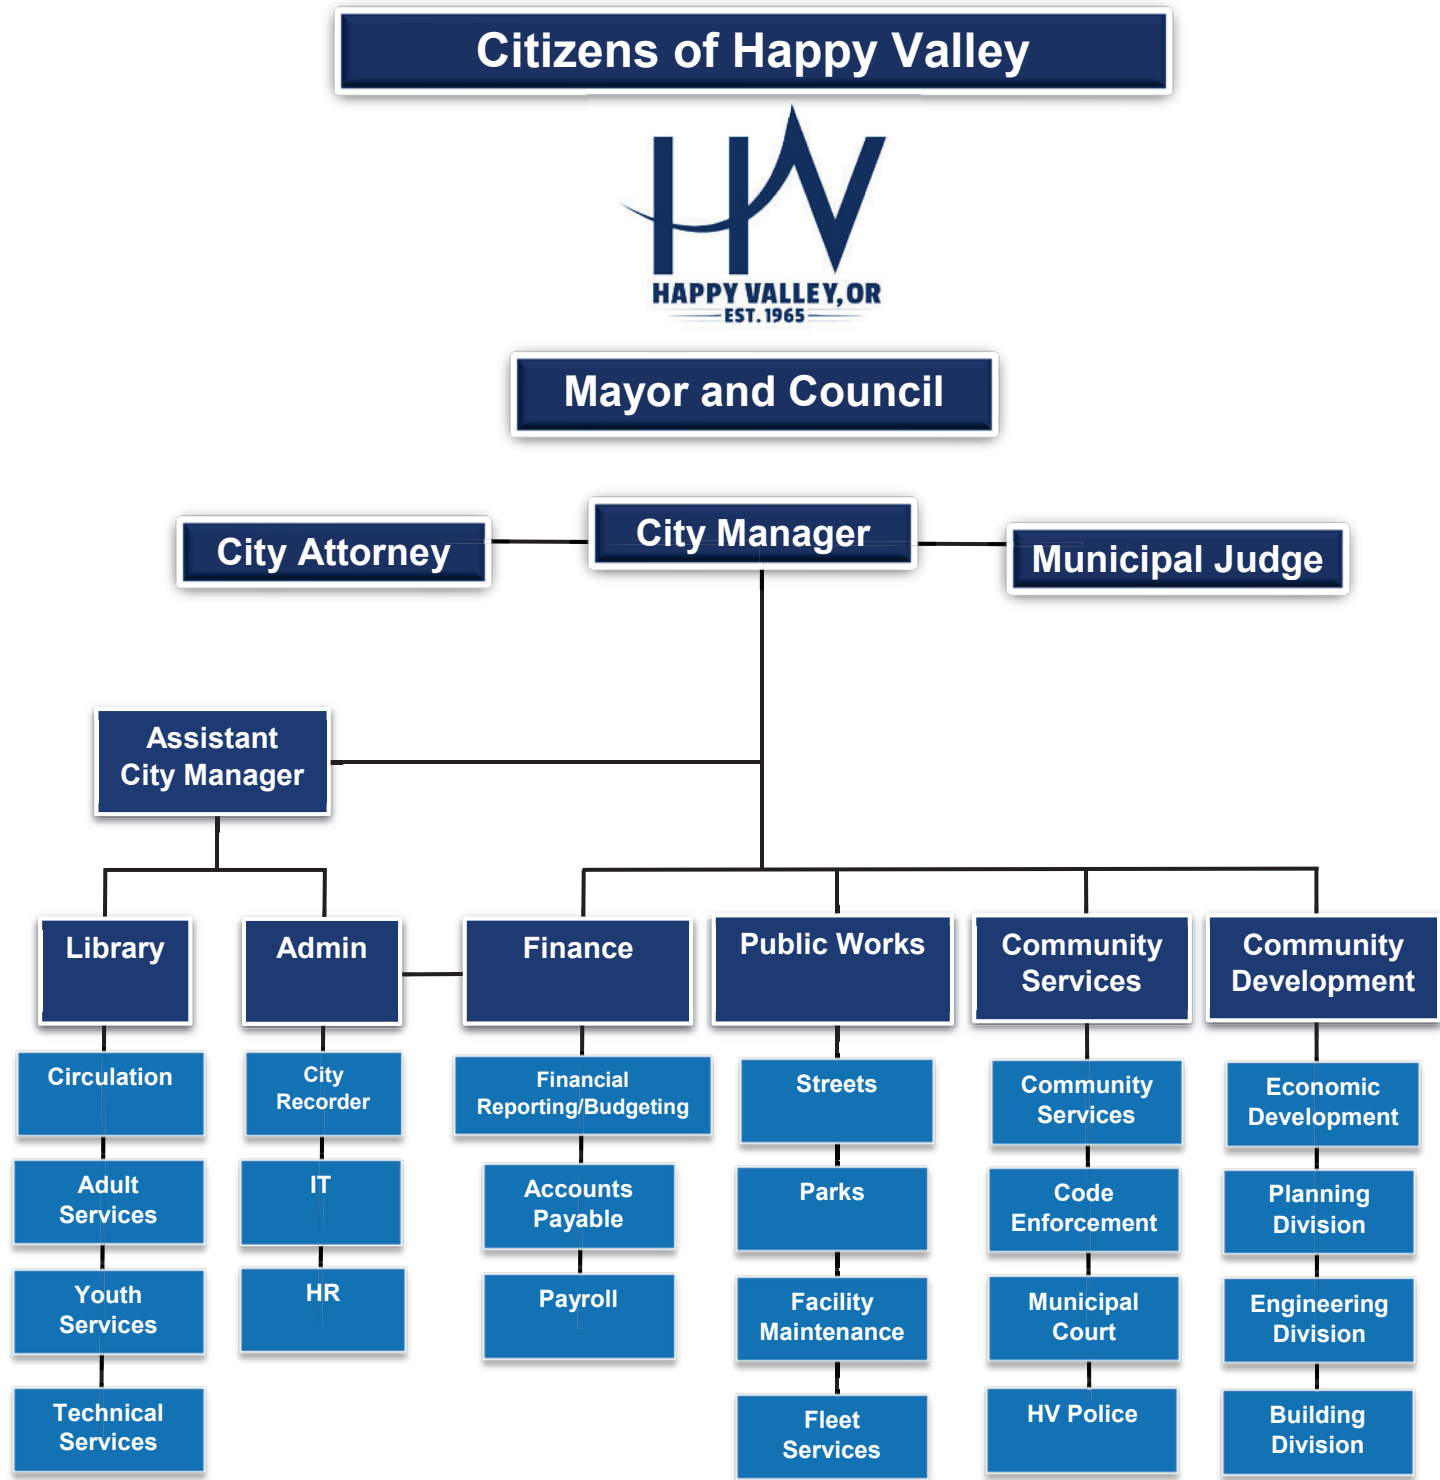 Citizens of Happy Valley
HV
HAPPY VALLEY, OR
EST. 1965
Mayor and Council
City Attorney
City Manager
Municipal Judge
Assistant
City Manager
Library
Admin
Finance
Public Works
Community
Services
Community
Development
Circulation
Adult
Services
Youth
Services
Technical
Services
City
Recorder
IT
HR
Financial
Reporting/Budgeting
Accounts
Payable
Payroll
Streets
Parks
Facility
Maintenance
Fleet
Services
Community
Services
Code
Enforcement
Municipal
Court
HV Police
Economic
Development
Planning
Division
Engineering
Division
Building
Division